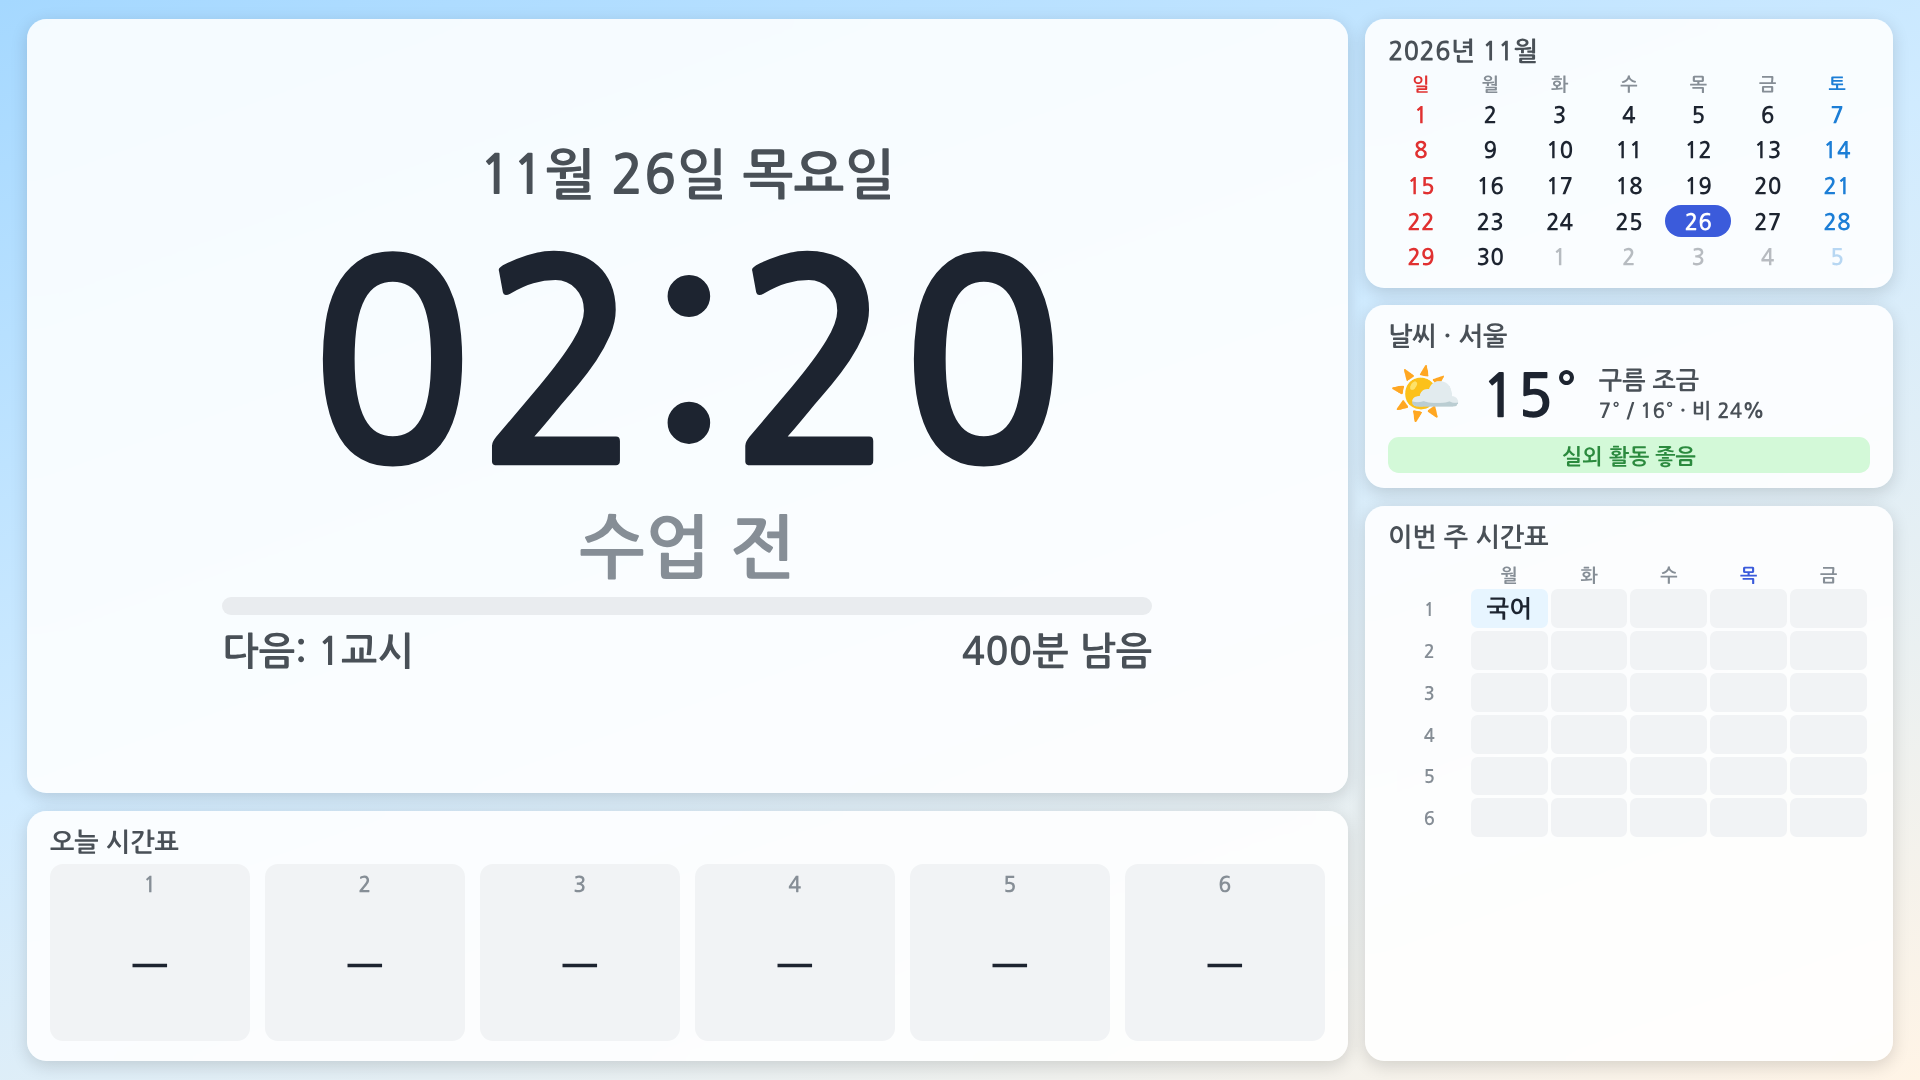 11월 26일 목요일
02:20
수업 전
다음: 1교시 400분 남음
오늘 시간표
1 2 3 4 5 6
— — — — — —
2026년 11월
일 월 화 수 목 금 토
1 2 3 4 5 6 7
8 9 10 11 12 13 14
15 16 17 18 19 20 21
22 23 24 25 26 27 28
29 30 1 2 3 4 5
날씨 · 서울
15° 구름 조금
7° / 16° · 비 24%
실외 활동 좋음
이번 주 시간표
월 화 수 목 금
1 국어
2
3
4
5
6